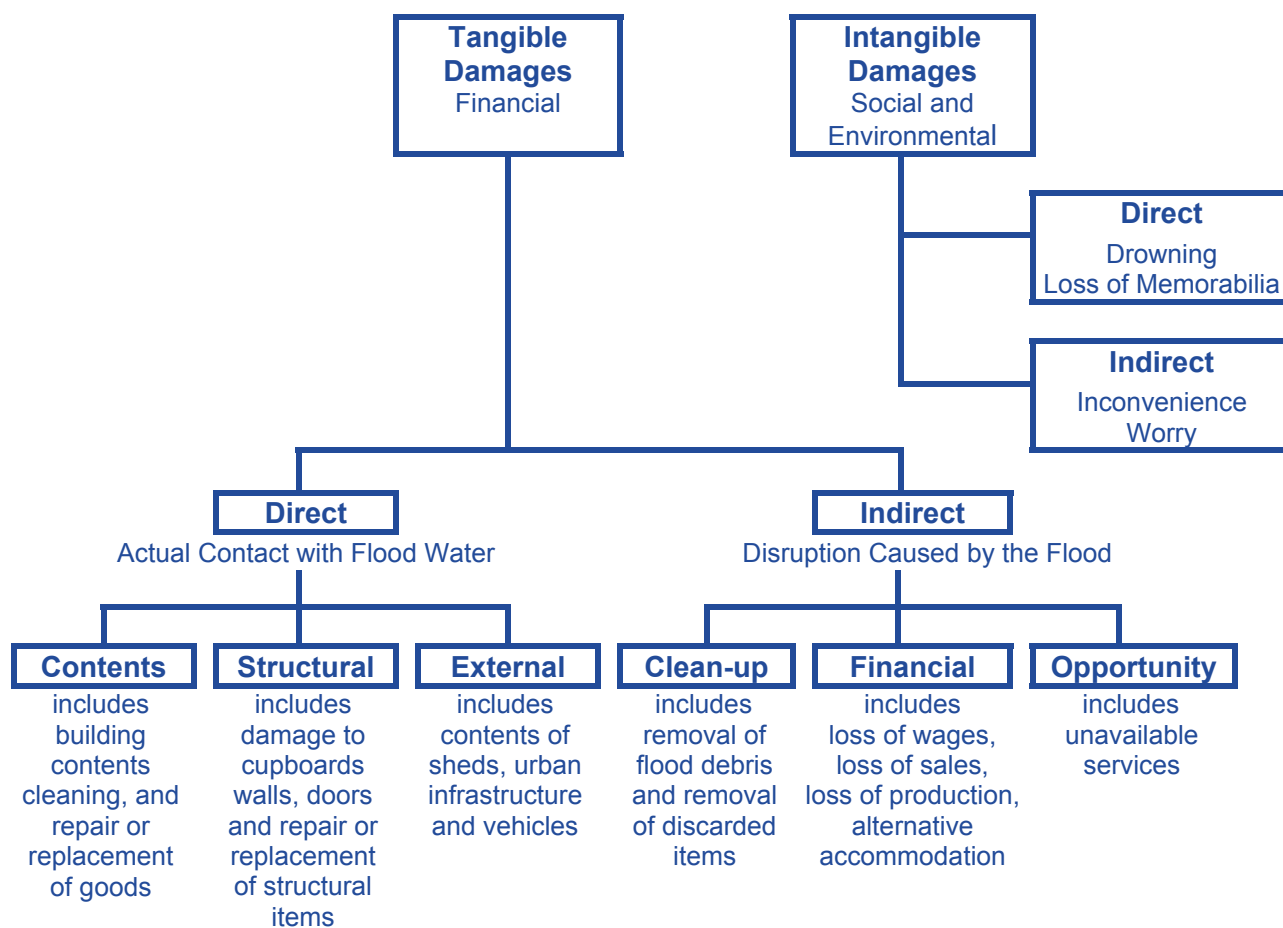 Tangible
Damages
Financial
Intangible
Damages
Social and
Environmental
Direct
Drowning
Loss of Memorabilia
Indirect
Inconvenience
Worry
Direct
Actual Contact with Flood Water
Indirect
Disruption Caused by the Flood
Contents
includes
building
contents
cleaning, and
repair or
replacement
of goods
Structural
includes
damage to
cupboards
walls, doors
and repair or
replacement
of structural
items
External
includes
contents of
sheds, urban
infrastructure
and vehicles
Clean-up
includes
removal of
flood debris
and removal
of discarded
items
Financial
includes
loss of wages,
loss of sales,
loss of production,
alternative
accommodation
Opportunity
includes
unavailable
services